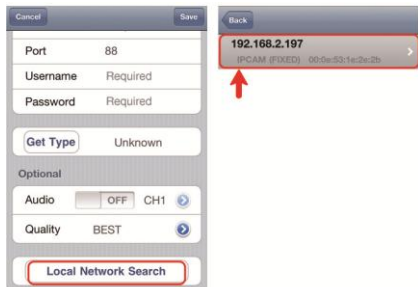 Cancel Save
Port 88
Username Required
Password Required
Get Type Unknown
Optional
Audio OFF CH1
Quality BEST
Local Network Search
Back
192.168.2.197
IPCAM (FIXED) 00:0e:53:1e:2e:2b